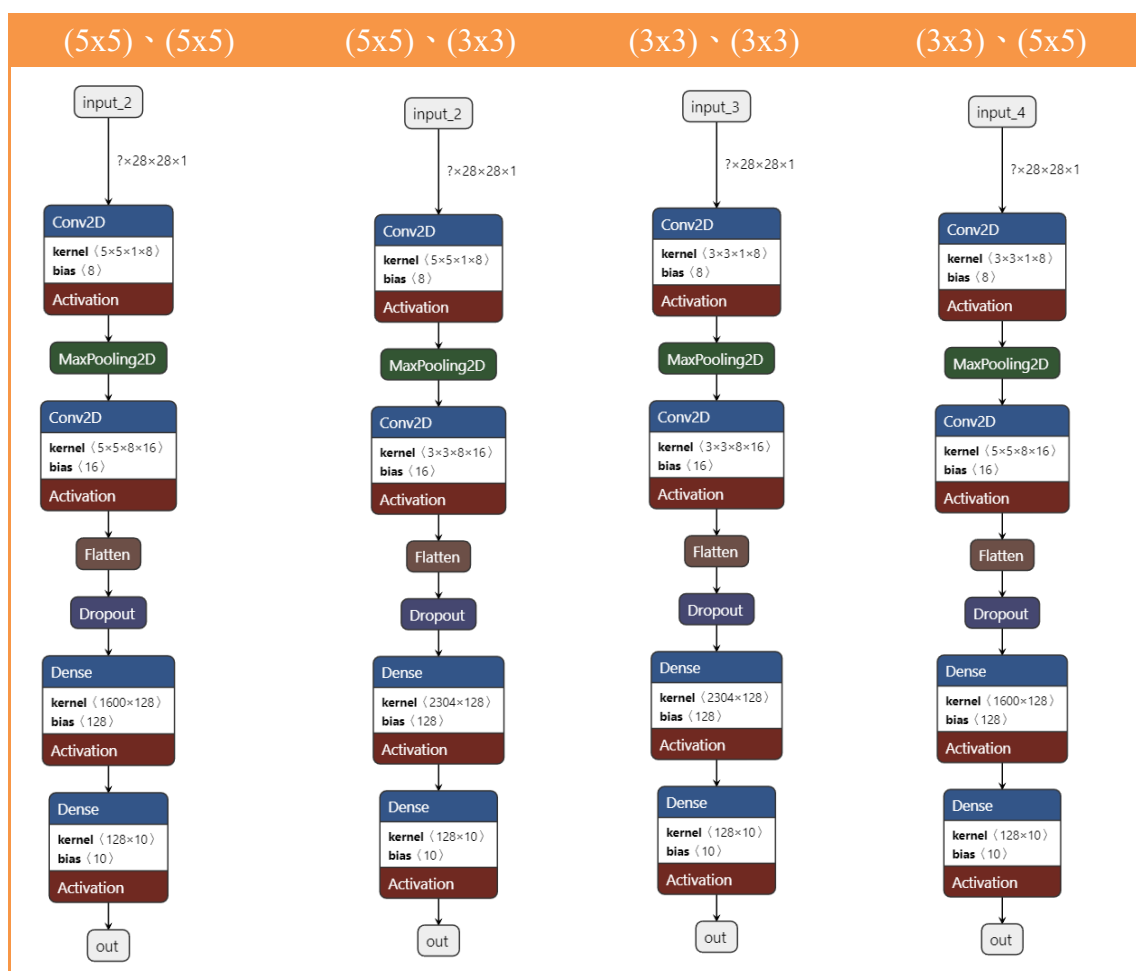 (5x5)、(5x5)
(5x5)、(3x3)
(3x3)、(3x3)
(3x3)、(5x5)
input_2
?×28×28×1
Conv2D
kernel〈5×5×1×8〉
bias〈8〉
Activation
MaxPooling2D
Conv2D
kernel〈5×5×8×16〉
bias〈16〉
Activation
Flatten
Dropout
Dense
kernel〈1600×128〉
bias〈128〉
Activation
Dense
kernel〈128×10〉
bias〈10〉
Activation
out
input_2
?×28×28×1
Conv2D
kernel〈5×5×1×8〉
bias〈8〉
Activation
MaxPooling2D
Conv2D
kernel〈3×3×8×16〉
bias〈16〉
Activation
Flatten
Dropout
Dense
kernel〈2304×128〉
bias〈128〉
Activation
Dense
kernel〈128×10〉
bias〈10〉
Activation
out
input_3
?×28×28×1
Conv2D
kernel〈3×3×1×8〉
bias〈8〉
Activation
MaxPooling2D
Conv2D
kernel〈3×3×8×16〉
bias〈16〉
Activation
Flatten
Dropout
Dense
kernel〈2304×128〉
bias〈128〉
Activation
Dense
kernel〈128×10〉
bias〈10〉
Activation
out
input_4
?×28×28×1
Conv2D
kernel〈3×3×1×8〉
bias〈8〉
Activation
MaxPooling2D
Conv2D
kernel〈5×5×8×16〉
bias〈16〉
Activation
Flatten
Dropout
Dense
kernel〈1600×128〉
bias〈128〉
Activation
Dense
kernel〈128×10〉
bias〈10〉
Activation
out